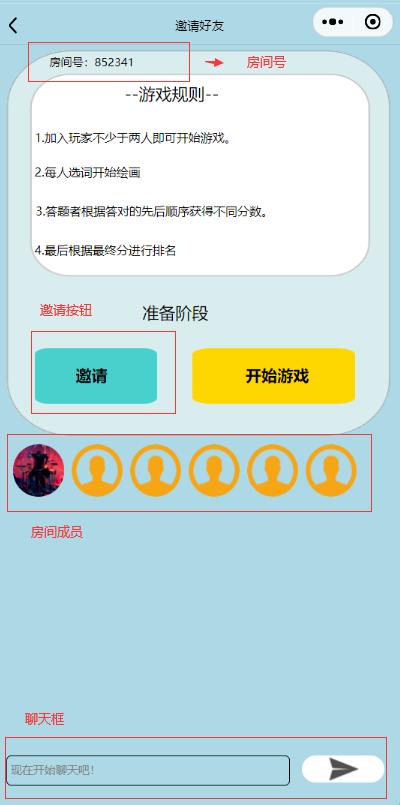 邀请好友
房间号：852341
房间号
--游戏规则--
1.加入玩家不少于两人即可开始游戏。
2.每人选词开始绘画
3.答题者根据答对的先后顺序获得不同分数。
4.最后根据最终分进行排名
邀请按钮
准备阶段
邀请
开始游戏
房间成员
聊天框
现在开始聊天吧！